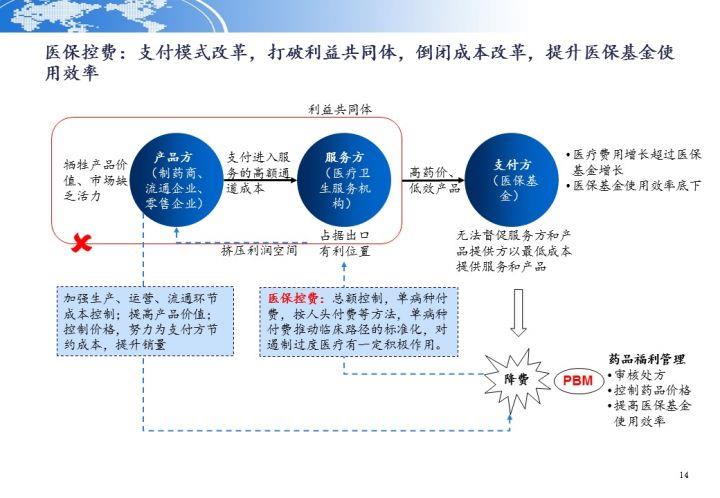 医保控费：支付模式改革，打破利益共同体，倒闭成本改革，提升医保基金使
用效率
利益共同体
牺牲产品价
值、市场缺
乏活力
产品方
（制药商、
流通企业、
零售企业）
支付进入服
务的高额通
道成本
服务方
（医疗卫
生服务机
构）
高药价、
低效产品
支付方
（医保基
金）
•医疗费用增长超过医保
基金增长
•医保基金使用效率底下
挤压利润空间
占据出口
有利位置
无法督促服务方和产
品提供方以最低成本
提供服务和产品
加强生产、运营、流通环节
成本控制；提高产品价值；
控制价格，努力为支付方节
约成本，提升销量
医保控费：总额控制，单病种付
费，按人头付费等方法，单病种
付费推动临床路径的标准化，对
遏制过度医疗有一定积极作用。
降费
PBM
药品福利管理
•审核处方
•控制药品价格
•提高医保基金
使用效率
14